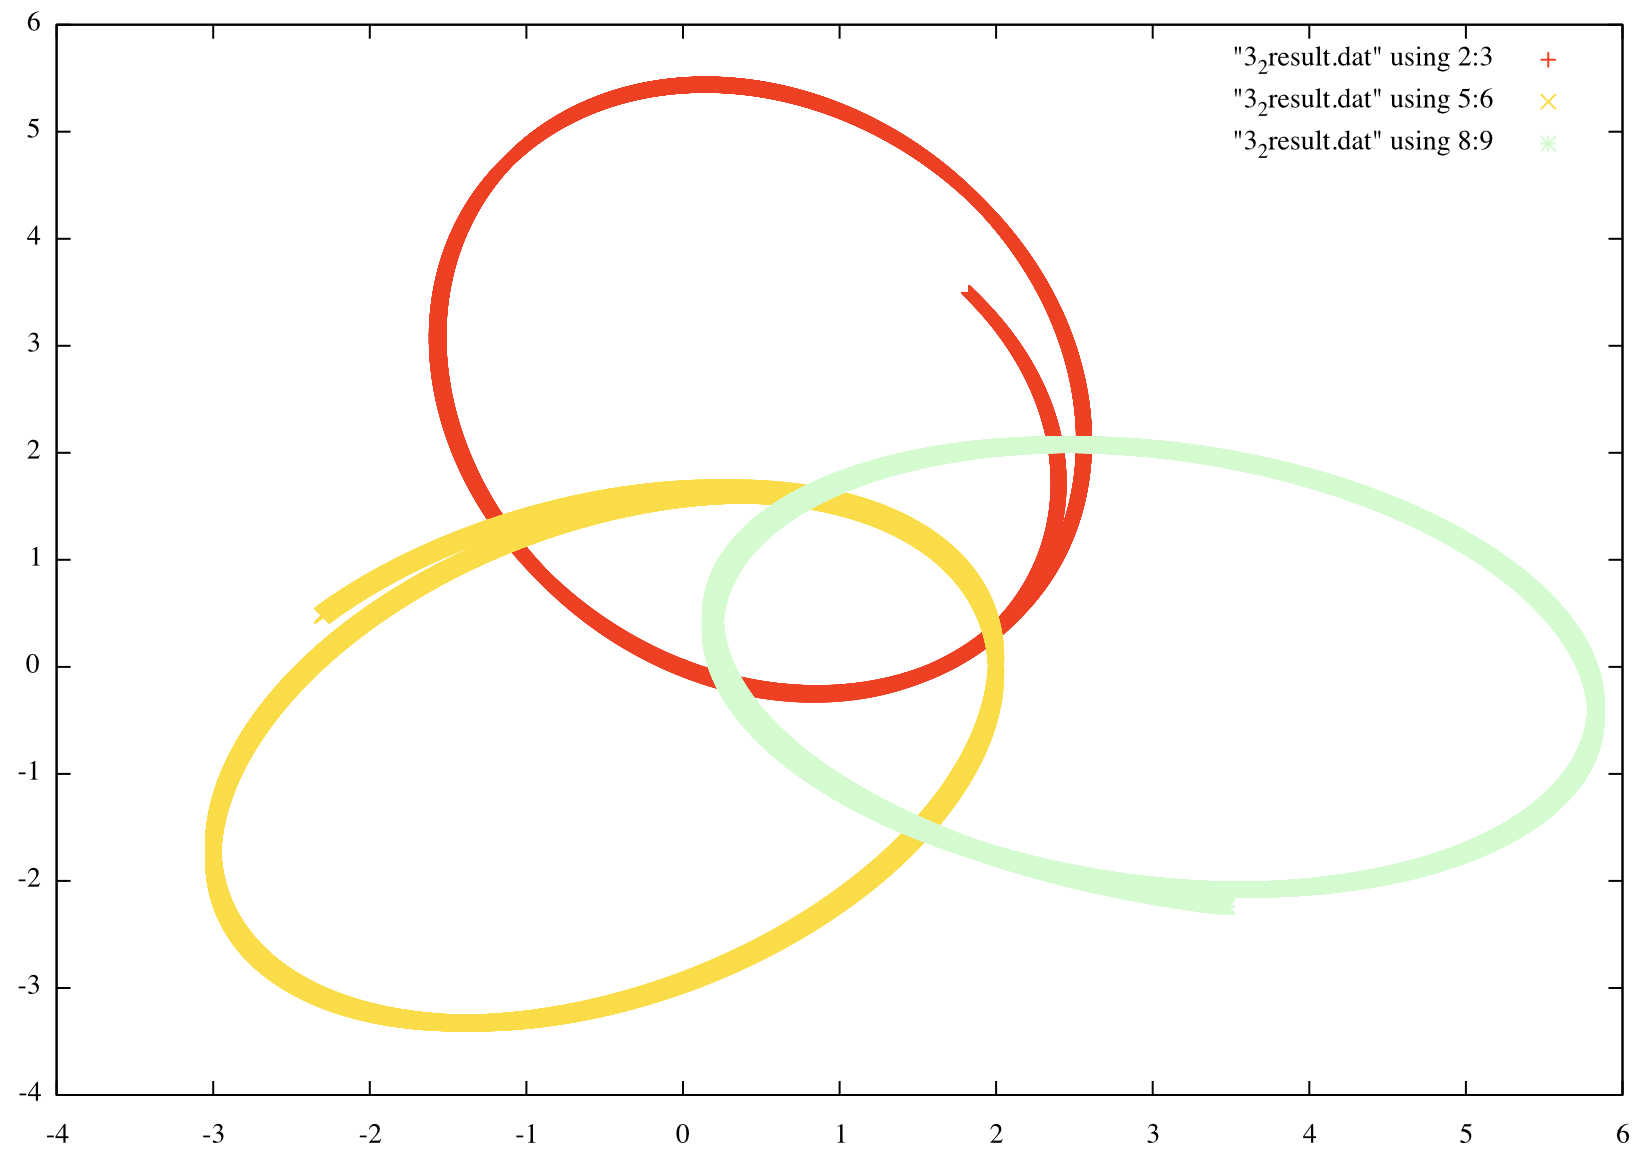 6
5
4
3
2
1
0
-1
-2
-3
-4
-4 -3 -2 -1 0 1 2 3 4 5 6
"3₂result.dat" using 2:3
"3₂result.dat" using 5:6
"3₂result.dat" using 8:9